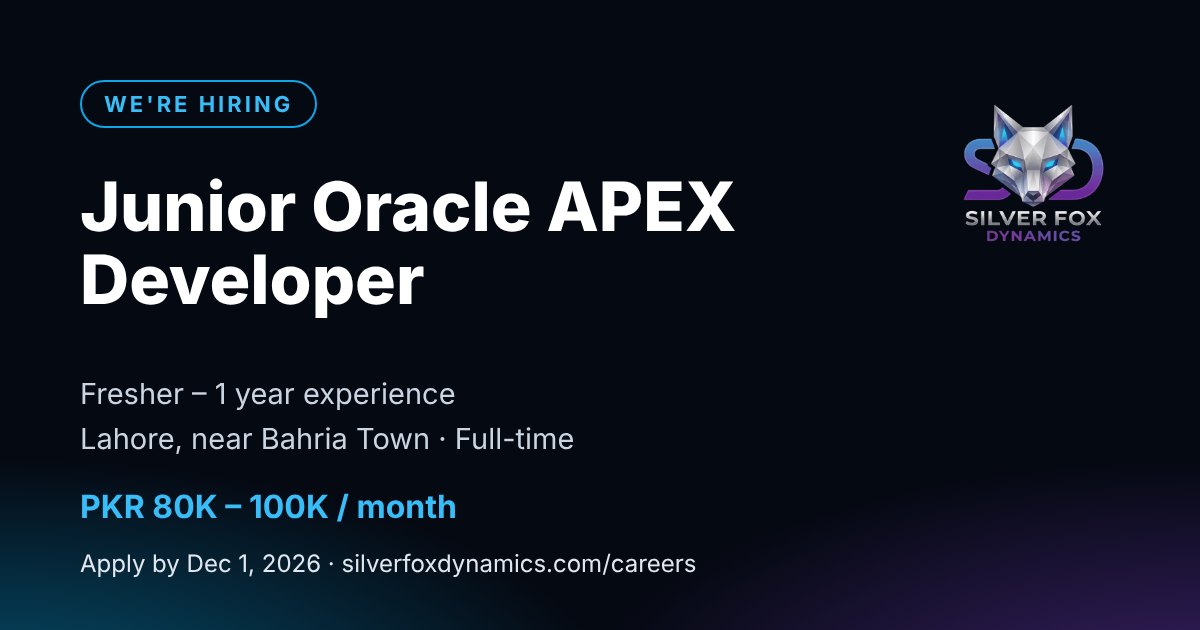 WE'RE HIRING
Junior Oracle APEX
Developer
Fresher – 1 year experience
Lahore, near Bahria Town · Full-time
PKR 80K – 100K / month
Apply by Dec 1, 2026 · silverfoxdynamics.com/careers
SD
SILVER FOX
DYNAMICS